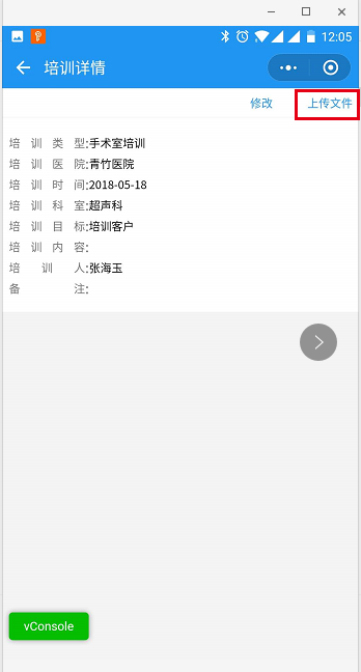 12:05
培训详情
修改 上传文件
培训类型:手术室培训
培训医院:青竹医院
培训时间:2018-05-18
培训科室:超声科
培训目标:培训客户
培训内容:
培训人:张海玉
备注:
vConsole